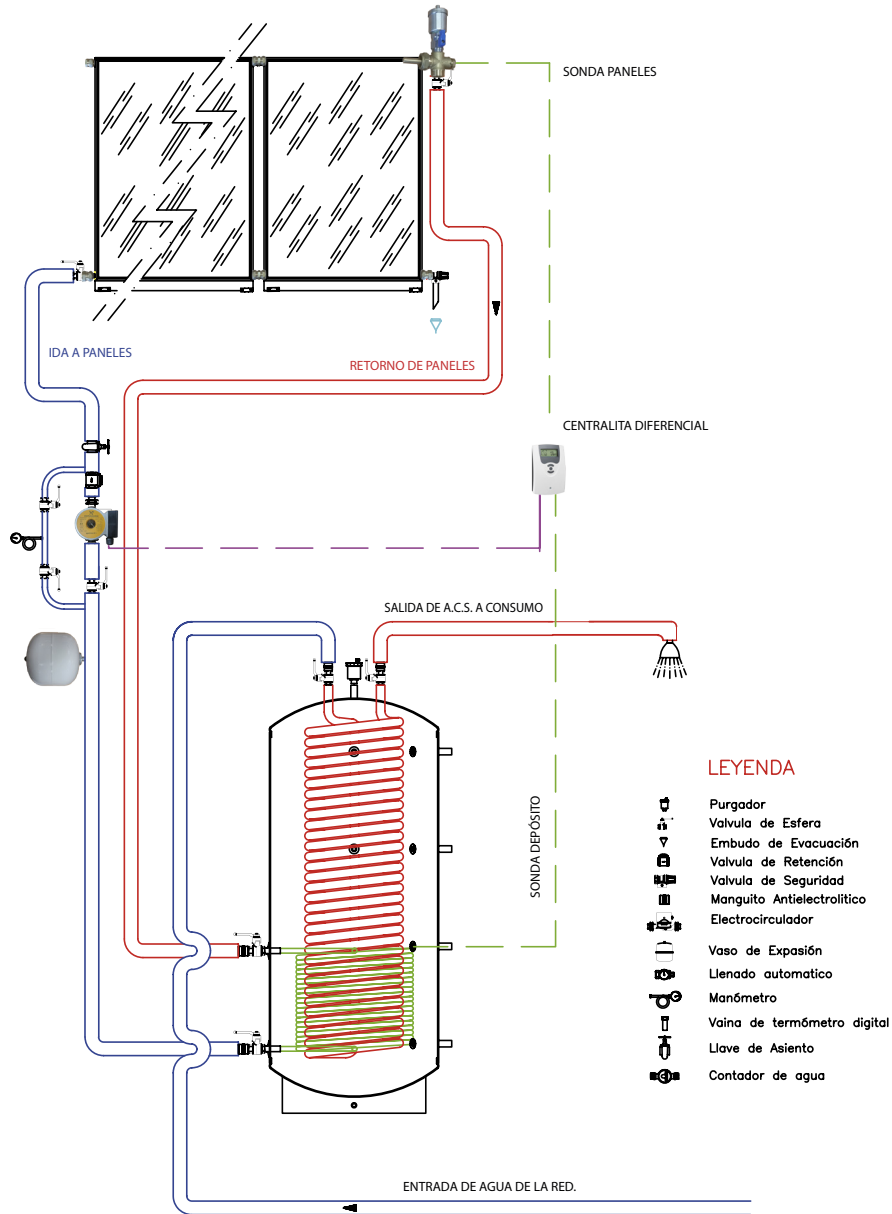 SONDA PANELES
IDA A PANELES
RETORNO DE PANELES
CENTRALITA DIFERENCIAL
SALIDA DE A.C.S. A CONSUMO
SONDA DEPÓSITO
LEYENDA
Purgador
Valvula de Esfera
Embudo de Evacuación
Valvula de Retención
Valvula de Seguridad
Manguito Antielectrolitico
Electrocirculador
Vaso de Expasión
Llenado automatico
Manómetro
Vaina de termómetro digital
Llave de Asiento
Contador de agua
ENTRADA DE AGUA DE LA RED.